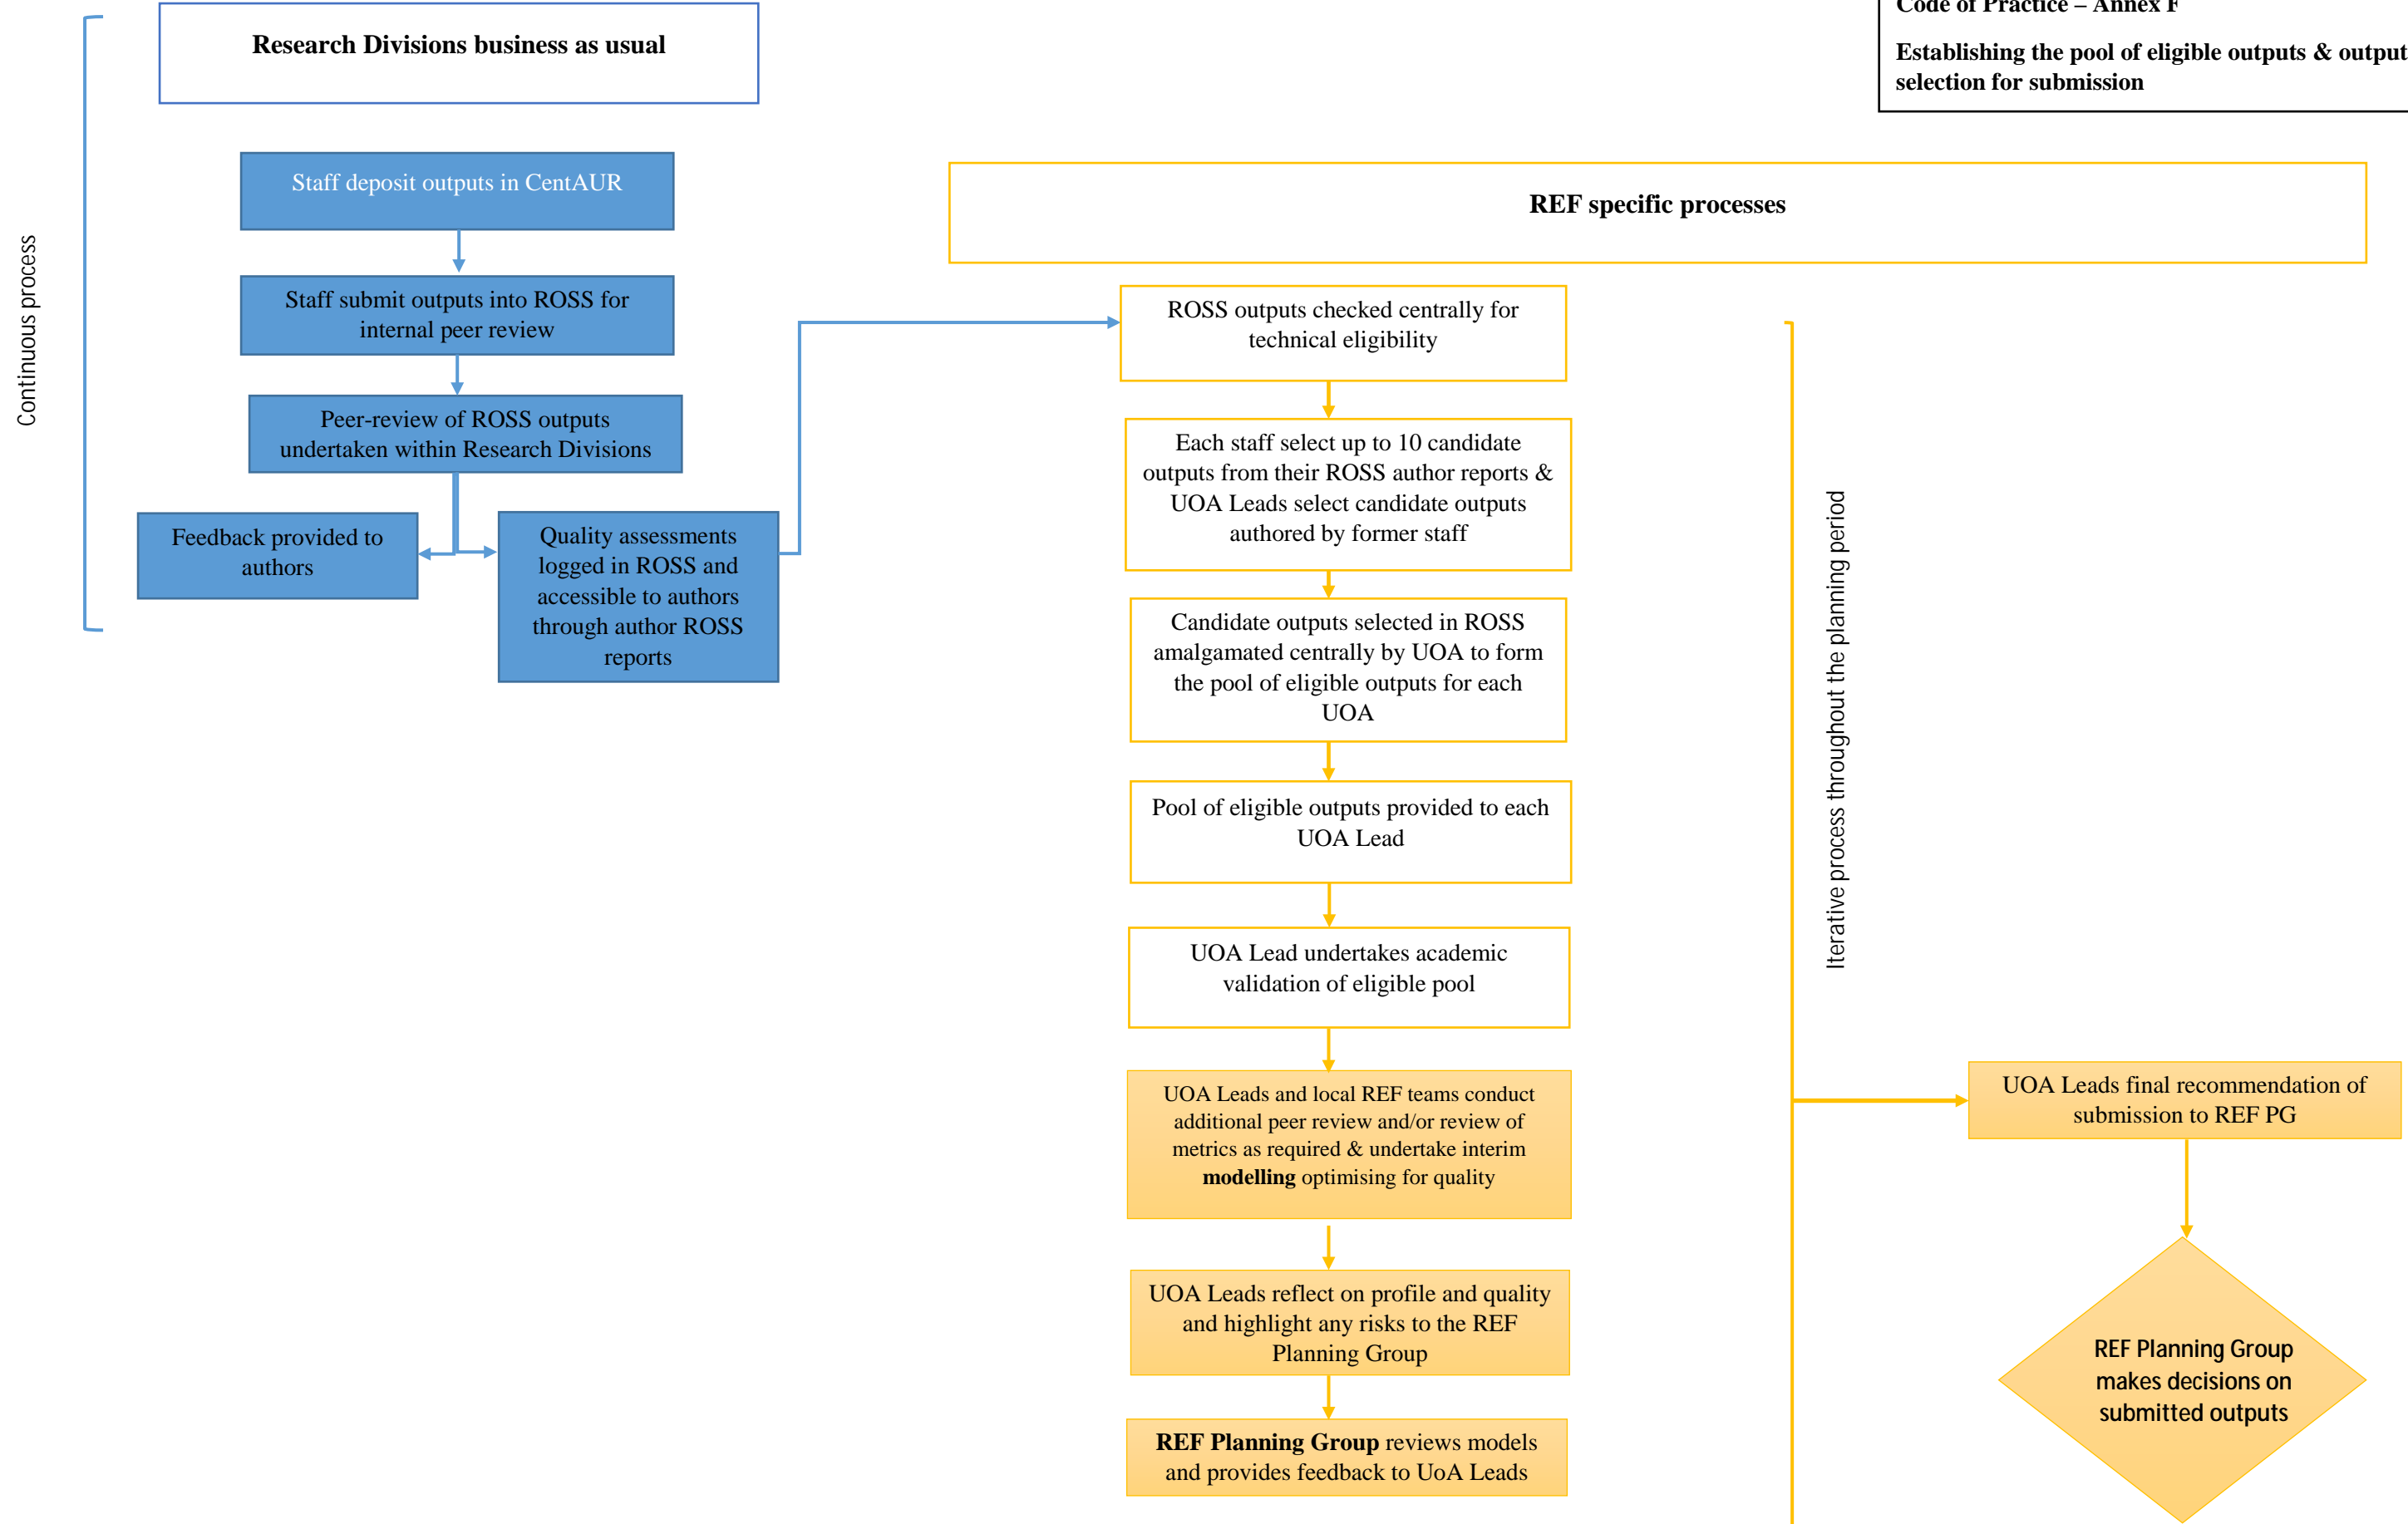 Code of Practice – Annex F
Establishing the pool of eligible outputs & output
selection for submission
Research Divisions business as usual
Continuous process
Staff deposit outputs in CentAUR
Staff submit outputs into ROSS for
internal peer review
Peer-review of ROSS outputs
undertaken within Research Divisions
Feedback provided to
authors
Quality assessments
logged in ROSS and
accessible to authors
through author ROSS
reports
REF specific processes
ROSS outputs checked centrally for
technical eligibility
Each staff select up to 10 candidate
outputs from their ROSS author reports &
UOA Leads select candidate outputs
authored by former staff
Candidate outputs selected in ROSS
amalgamated centrally by UOA to form
the pool of eligible outputs for each
UOA
Pool of eligible outputs provided to each
UOA Lead
UOA Lead undertakes academic
validation of eligible pool
UOA Leads and local REF teams conduct
additional peer review and/or review of
metrics as required & undertake interim
modelling optimising for quality
UOA Leads reflect on profile and quality
and highlight any risks to the REF
Planning Group
REF Planning Group reviews models
and provides feedback to UoA Leads
Iterative process throughout the planning period
UOA Leads final recommendation of
submission to REF PG
REF Planning Group
makes decisions on
submitted outputs